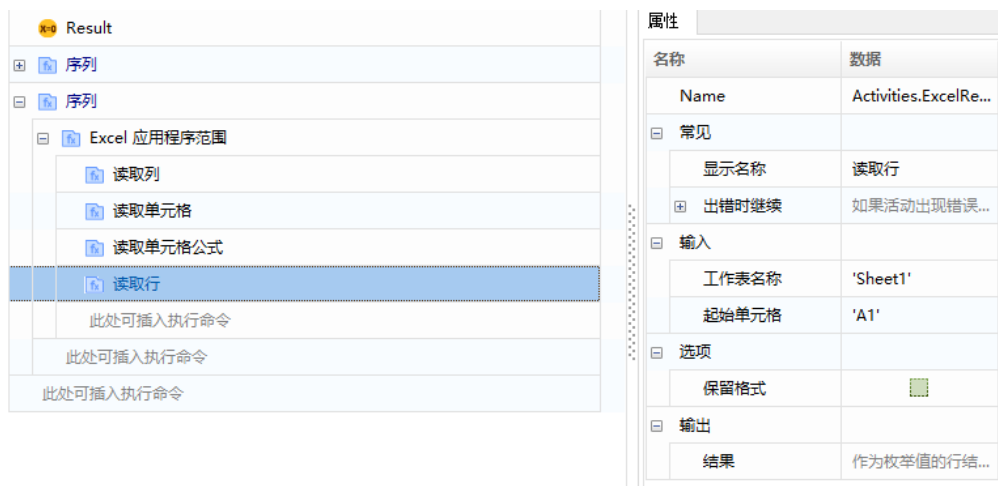 x=0 Result
序列
序列
Excel 应用程序范围
读取列
读取单元格
读取单元格公式
读取行
此处可插入执行命令
此处可插入执行命令
此处可插入执行命令
属性
名称 数据
Name Activities.ExcelRe...
常见
显示名称 读取行
出错时继续 如果活动出现错误...
输入
工作表名称 'Sheet1'
起始单元格 'A1'
选项
保留格式
输出
结果 作为枚举值的行结...